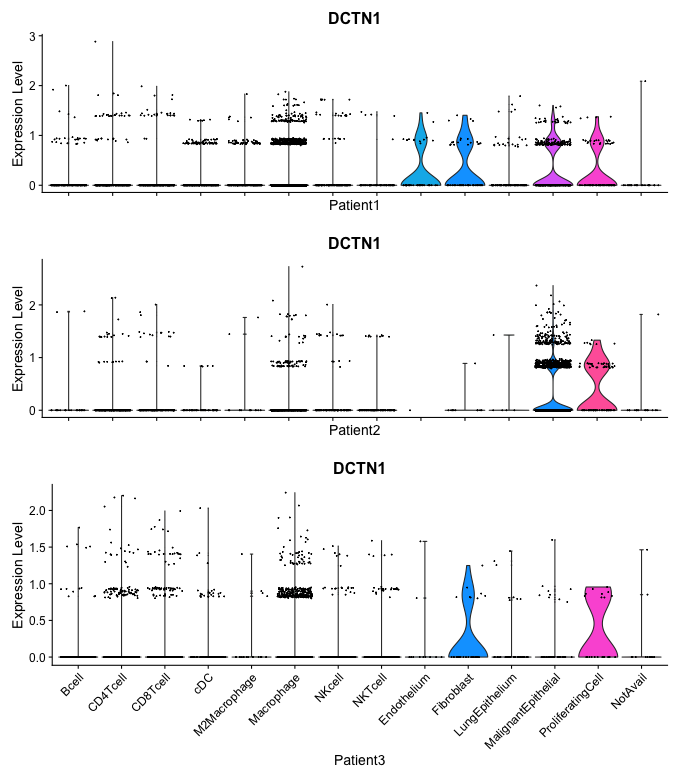 DCTN1
Expression Level
3
2
1
0
Patient1
DCTN1
Expression Level
2
1
0
Patient2
DCTN1
Expression Level
2.0
1.5
1.0
0.5
0.0
Bcell
CD4Tcell
CD8Tcell
cDC
M2Macrophage
Macrophage
NKcell
NKTcell
Endothelium
Fibroblast
LungEpithelium
MalignantEpithelial
ProliferatingCell
NotAvail
Patient3